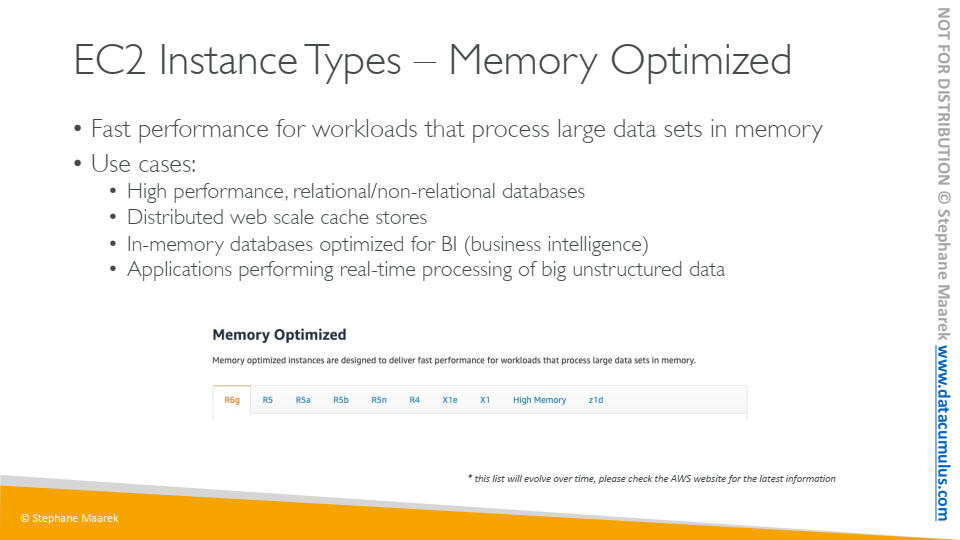 EC2 Instance Types – Memory Optimized
• Fast performance for workloads that process large data sets in memory
• Use cases:
• High performance, relational/non-relational databases
• Distributed web scale cache stores
• In-memory databases optimized for BI (business intelligence)
• Applications performing real-time processing of big unstructured data
Memory Optimized
Memory optimized instances are designed to deliver fast performance for workloads that process large data sets in memory.
R6g R5 R5a R5b R5n R4 X1e X1 High Memory z1d
* this list will evolve over time, please check the AWS website for the latest information
© Stephane Maarek
NOT FOR DISTRIBUTION © Stephane Maarek www.datacumulus.com